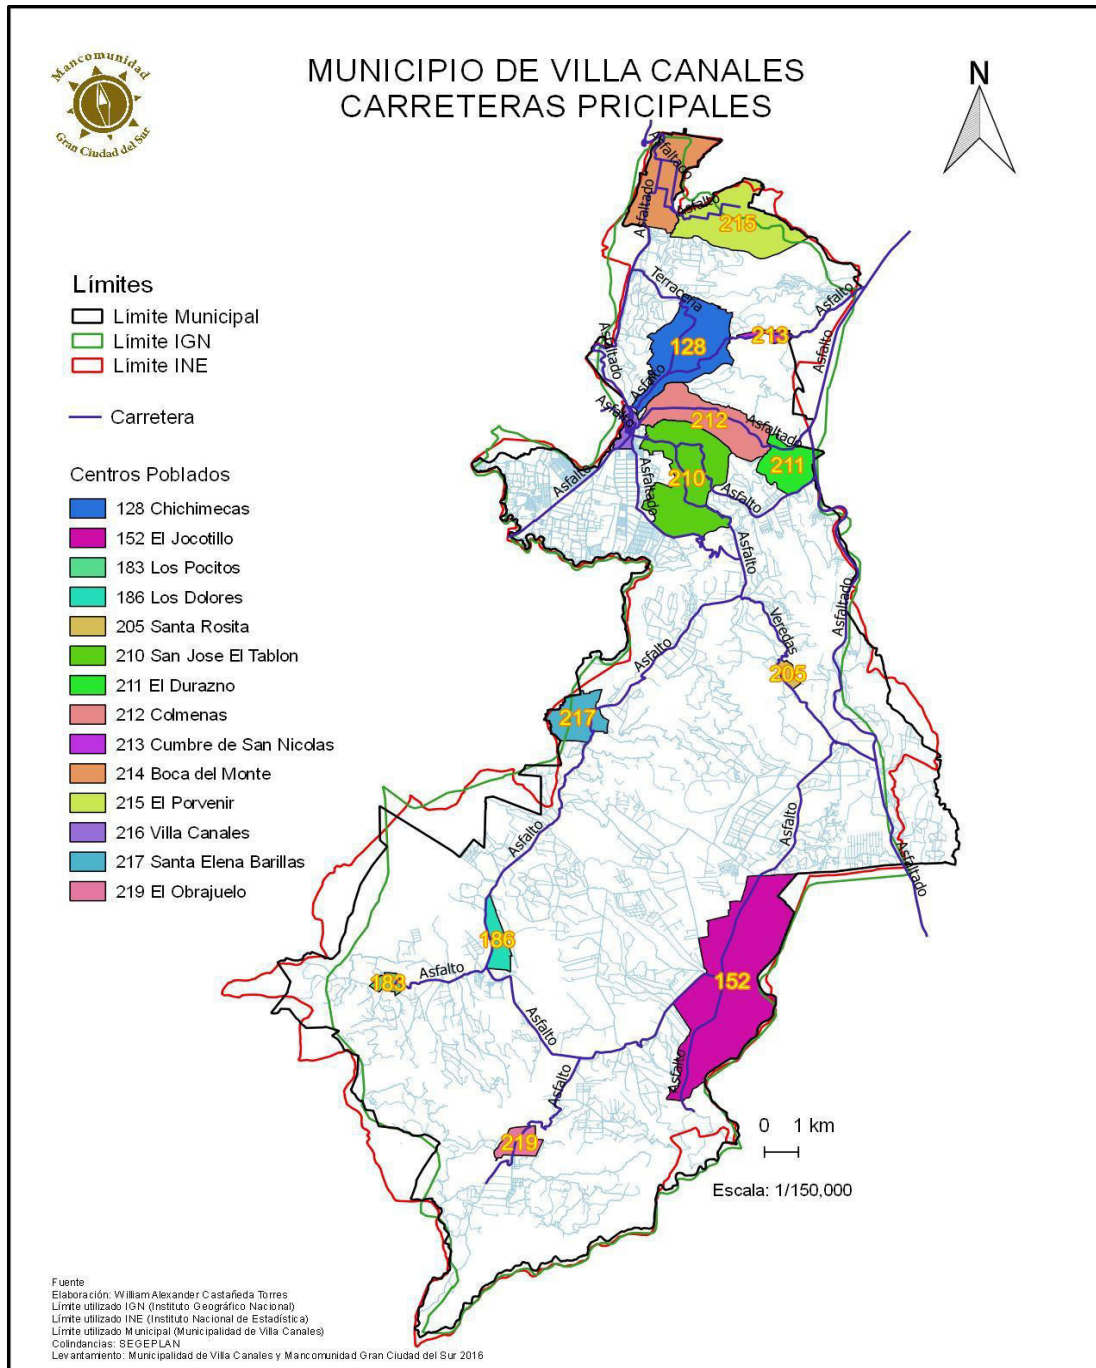 Mancomunidad
Gran Ciudad del Sur
MUNICIPIO DE VILLA CANALES
CARRETERAS PRICIPALES
N
Límites
Límite Municipal
Límite IGN
Límite INE
Carretera
Centros Poblados
128 Chichimecas
152 El Jocotillo
183 Los Pocitos
186 Los Dolores
205 Santa Rosita
210 San Jose El Tablon
211 El Durazno
212 Colmenas
213 Cumbre de San Nicolas
214 Boca del Monte
215 El Porvenir
216 Villa Canales
217 Santa Elena Barillas
219 El Obrajuelo
Asfaltado
Asfaltado
Asfalto
215
Terraceria
Asfalto
213
Asfaltado
128
Asfalto
Asfalto
Asfalto
212
Asfaltado
211
Asfalto
210
Asfaltado
Asfalto
Asfalto
Veredas
Asfaltado
Asfalto
205
217
Asfalto
Asfalto
Asfaltado
186
183
Asfalto
152
Asfalto
Asfalto
Asfalto
219
0 1 km
Escala: 1/150,000
Fuente
Elaboración: William Alexander Castañeda Torres
Límite utilizado IGN (Instituto Geográfico Nacional)
Límite utilizado INE (Instituto Nacional de Estadística)
Límite utilizado Municipal (Municipalidad de Villa Canales)
Colindancias: SEGEPLAN
Levantamiento: Municipalidad de Villa Canales y Mancomunidad Gran Ciudad del Sur 2016